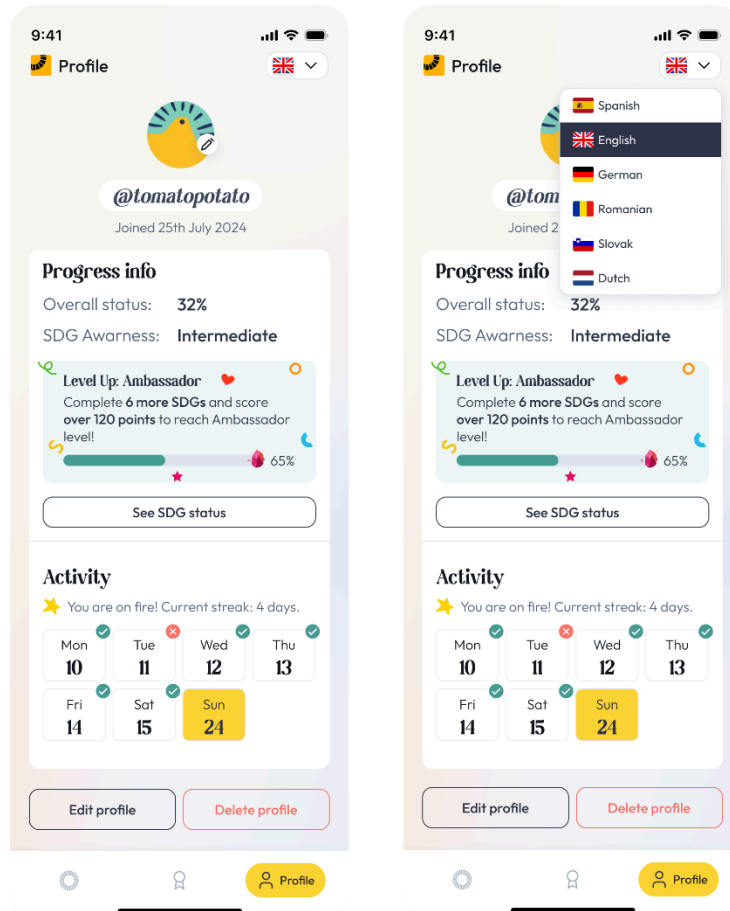 9:41
Profile
@tomatopotato
Joined 25th July 2024
Progress info
Overall status: 32%
SDG Awarness: Intermediate
Level Up: Ambassador
Complete 6 more SDGs and score
over 120 points to reach Ambassador
level!
65%
See SDG status
Activity
You are on fire! Current streak: 4 days.
Mon Tue Wed Thu
10 11 12 13
Fri Sat Sun
14 15 24
Edit profile Delete profile
Profile
9:41
Profile
Spanish
English
German
Romanian
Slovak
Dutch
@tom
Joined 2
Progress info
Overall status: 32%
SDG Awarness: Intermediate
Level Up: Ambassador
Complete 6 more SDGs and score
over 120 points to reach Ambassador
level!
65%
See SDG status
Activity
You are on fire! Current streak: 4 days.
Mon Tue Wed Thu
10 11 12 13
Fri Sat Sun
14 15 24
Edit profile Delete profile
Profile